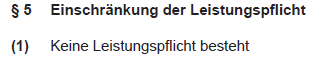 § 5 Einschränkung der Leistungspflicht
(1) Keine Leistungspflicht besteht